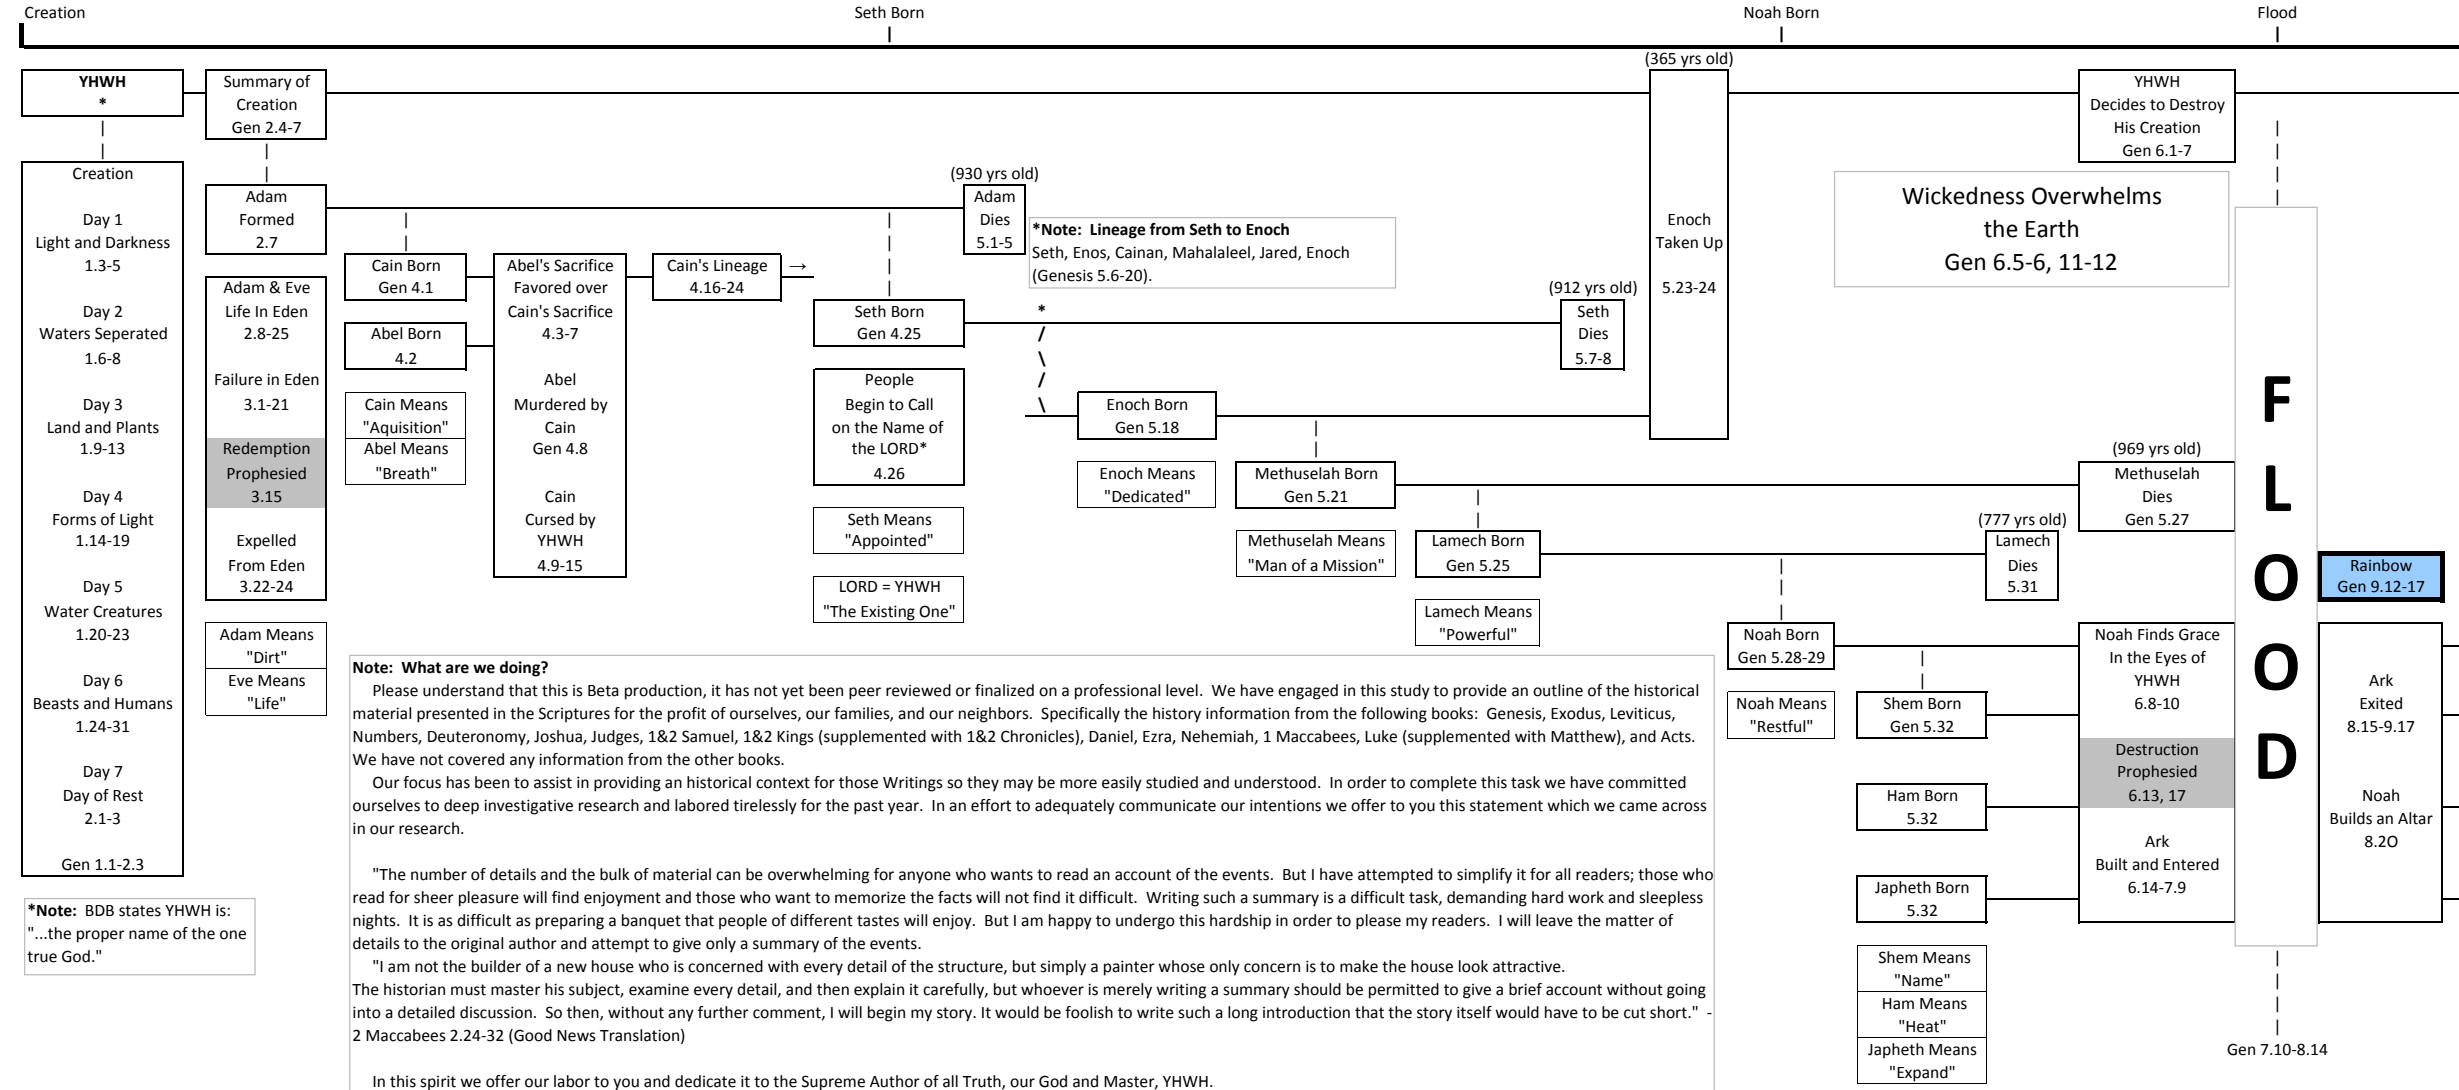 Creation
Seth Born
Noah Born
Flood
YHWH
*
Creation
Day 1
Light and Darkness
1.3-5
Day 2
Waters Seperated
1.6-8
Day 3
Land and Plants
1.9-13
Day 4
Forms of Light
1.14-19
Day 5
Water Creatures
1.20-23
Day 6
Beasts and Humans
1.24-31
Day 7
Day of Rest
2.1-3
Gen 1.1-2.3
*Note:  BDB states YHWH is:
"...the proper name of the one
true God."
Summary of
Creation
Gen 2.4-7
Adam
Formed
2.7
Adam & Eve
Life In Eden
2.8-25
Failure in Eden
3.1-21
Redemption
Prophesied
3.15
Expelled
From Eden
3.22-24
Adam Means
"Dirt"
Eve Means
"Life"
Cain Born
Gen 4.1
Abel Born
4.2
Cain Means
"Aquisition"
Abel Means
"Breath"
Abel's Sacrifice
Favored over
Cain's Sacrifice
4.3-7
Abel
Murdered by
Cain
Gen 4.8
Cain
Cursed by
YHWH
4.9-15
Cain's Lineage
4.16-24
→
Seth Born
Gen 4.25
People
Begin to Call
on the Name of
the LORD*
4.26
Seth Means
"Appointed"
LORD = YHWH
"The Existing One"
(930 yrs old)
Adam
Dies
5.1-5
*Note:  Lineage from Seth to Enoch
Seth, Enos, Cainan, Mahalaleel, Jared, Enoch
(Genesis 5.6-20).
*
Enoch Born
Gen 5.18
Enoch Means
"Dedicated"
Methuselah Born
Gen 5.21
Methuselah Means
"Man of a Mission"
Lamech Born
Gen 5.25
Lamech Means
"Powerful"
(912 yrs old)
Seth
Dies
5.7-8
(365 yrs old)
Enoch
Taken Up
5.23-24
Noah Born
Gen 5.28-29
Noah Means
"Restful"
YHWH
Decides to Destroy
His Creation
Gen 6.1-7
Wickedness Overwhelms
the Earth
Gen 6.5-6, 11-12
(969 yrs old)
Methuselah
Dies
Gen 5.27
(777 yrs old)
Lamech
Dies
5.31
Shem Born
Gen 5.32
Ham Born
5.32
Japheth Born
5.32
Shem Means
"Name"
Ham Means
"Heat"
Japheth Means
"Expand"
Noah Finds Grace
In the Eyes of
YHWH
6.8-10
Destruction
Prophesied
6.13, 17
Ark
Built and Entered
6.14-7.9
F
L
O
O
D
Gen 7.10-8.14
Rainbow
Gen 9.12-17
Ark
Exited
8.15-9.17
Noah
Builds an Altar
8.2O
Note:  What are we doing?
Please understand that this is Beta production, it has not yet been peer reviewed or finalized on a professional level.  We have engaged in this study to provide an outline of the historical
material presented in the Scriptures for the profit of ourselves, our families, and our neighbors.  Specifically the history information from the following books:  Genesis, Exodus, Leviticus,
Numbers, Deuteronomy, Joshua, Judges, 1&2 Samuel, 1&2 Kings (supplemented with 1&2 Chronicles), Daniel, Ezra, Nehemiah, 1 Maccabees, Luke (supplemented with Matthew), and Acts.
We have not covered any information from the other books.
Our focus has been to assist in providing an historical context for those Writings so they may be more easily studied and understood.  In order to complete this task we have committed
ourselves to deep investigative research and labored tirelessly for the past year.  In an effort to adequately communicate our intentions we offer to you this statement which we came across
in our research.
"The number of details and the bulk of material can be overwhelming for anyone who wants to read an account of the events.  But I have attempted to simplify it for all readers; those who
read for sheer pleasure will find enjoyment and those who want to memorize the facts will not find it difficult.  Writing such a summary is a difficult task, demanding hard work and sleepless
nights.  It is as difficult as preparing a banquet that people of different tastes will enjoy.  But I am happy to undergo this hardship in order to please my readers.  I will leave the matter of
details to the original author and attempt to give only a summary of the events.
"I am not the builder of a new house who is concerned with every detail of the structure, but simply a painter whose only concern is to make the house look attractive.
The historian must master his subject, examine every detail, and then explain it carefully, but whoever is merely writing a summary should be permitted to give a brief account without going
into a detailed discussion.  So then, without any further comment, I will begin my story. It would be foolish to write such a long introduction that the story itself would have to be cut short."  -
2 Maccabees 2.24-32 (Good News Translation)
In this spirit we offer our labor to you and dedicate it to the Supreme Author of all Truth, our God and Master, YHWH.